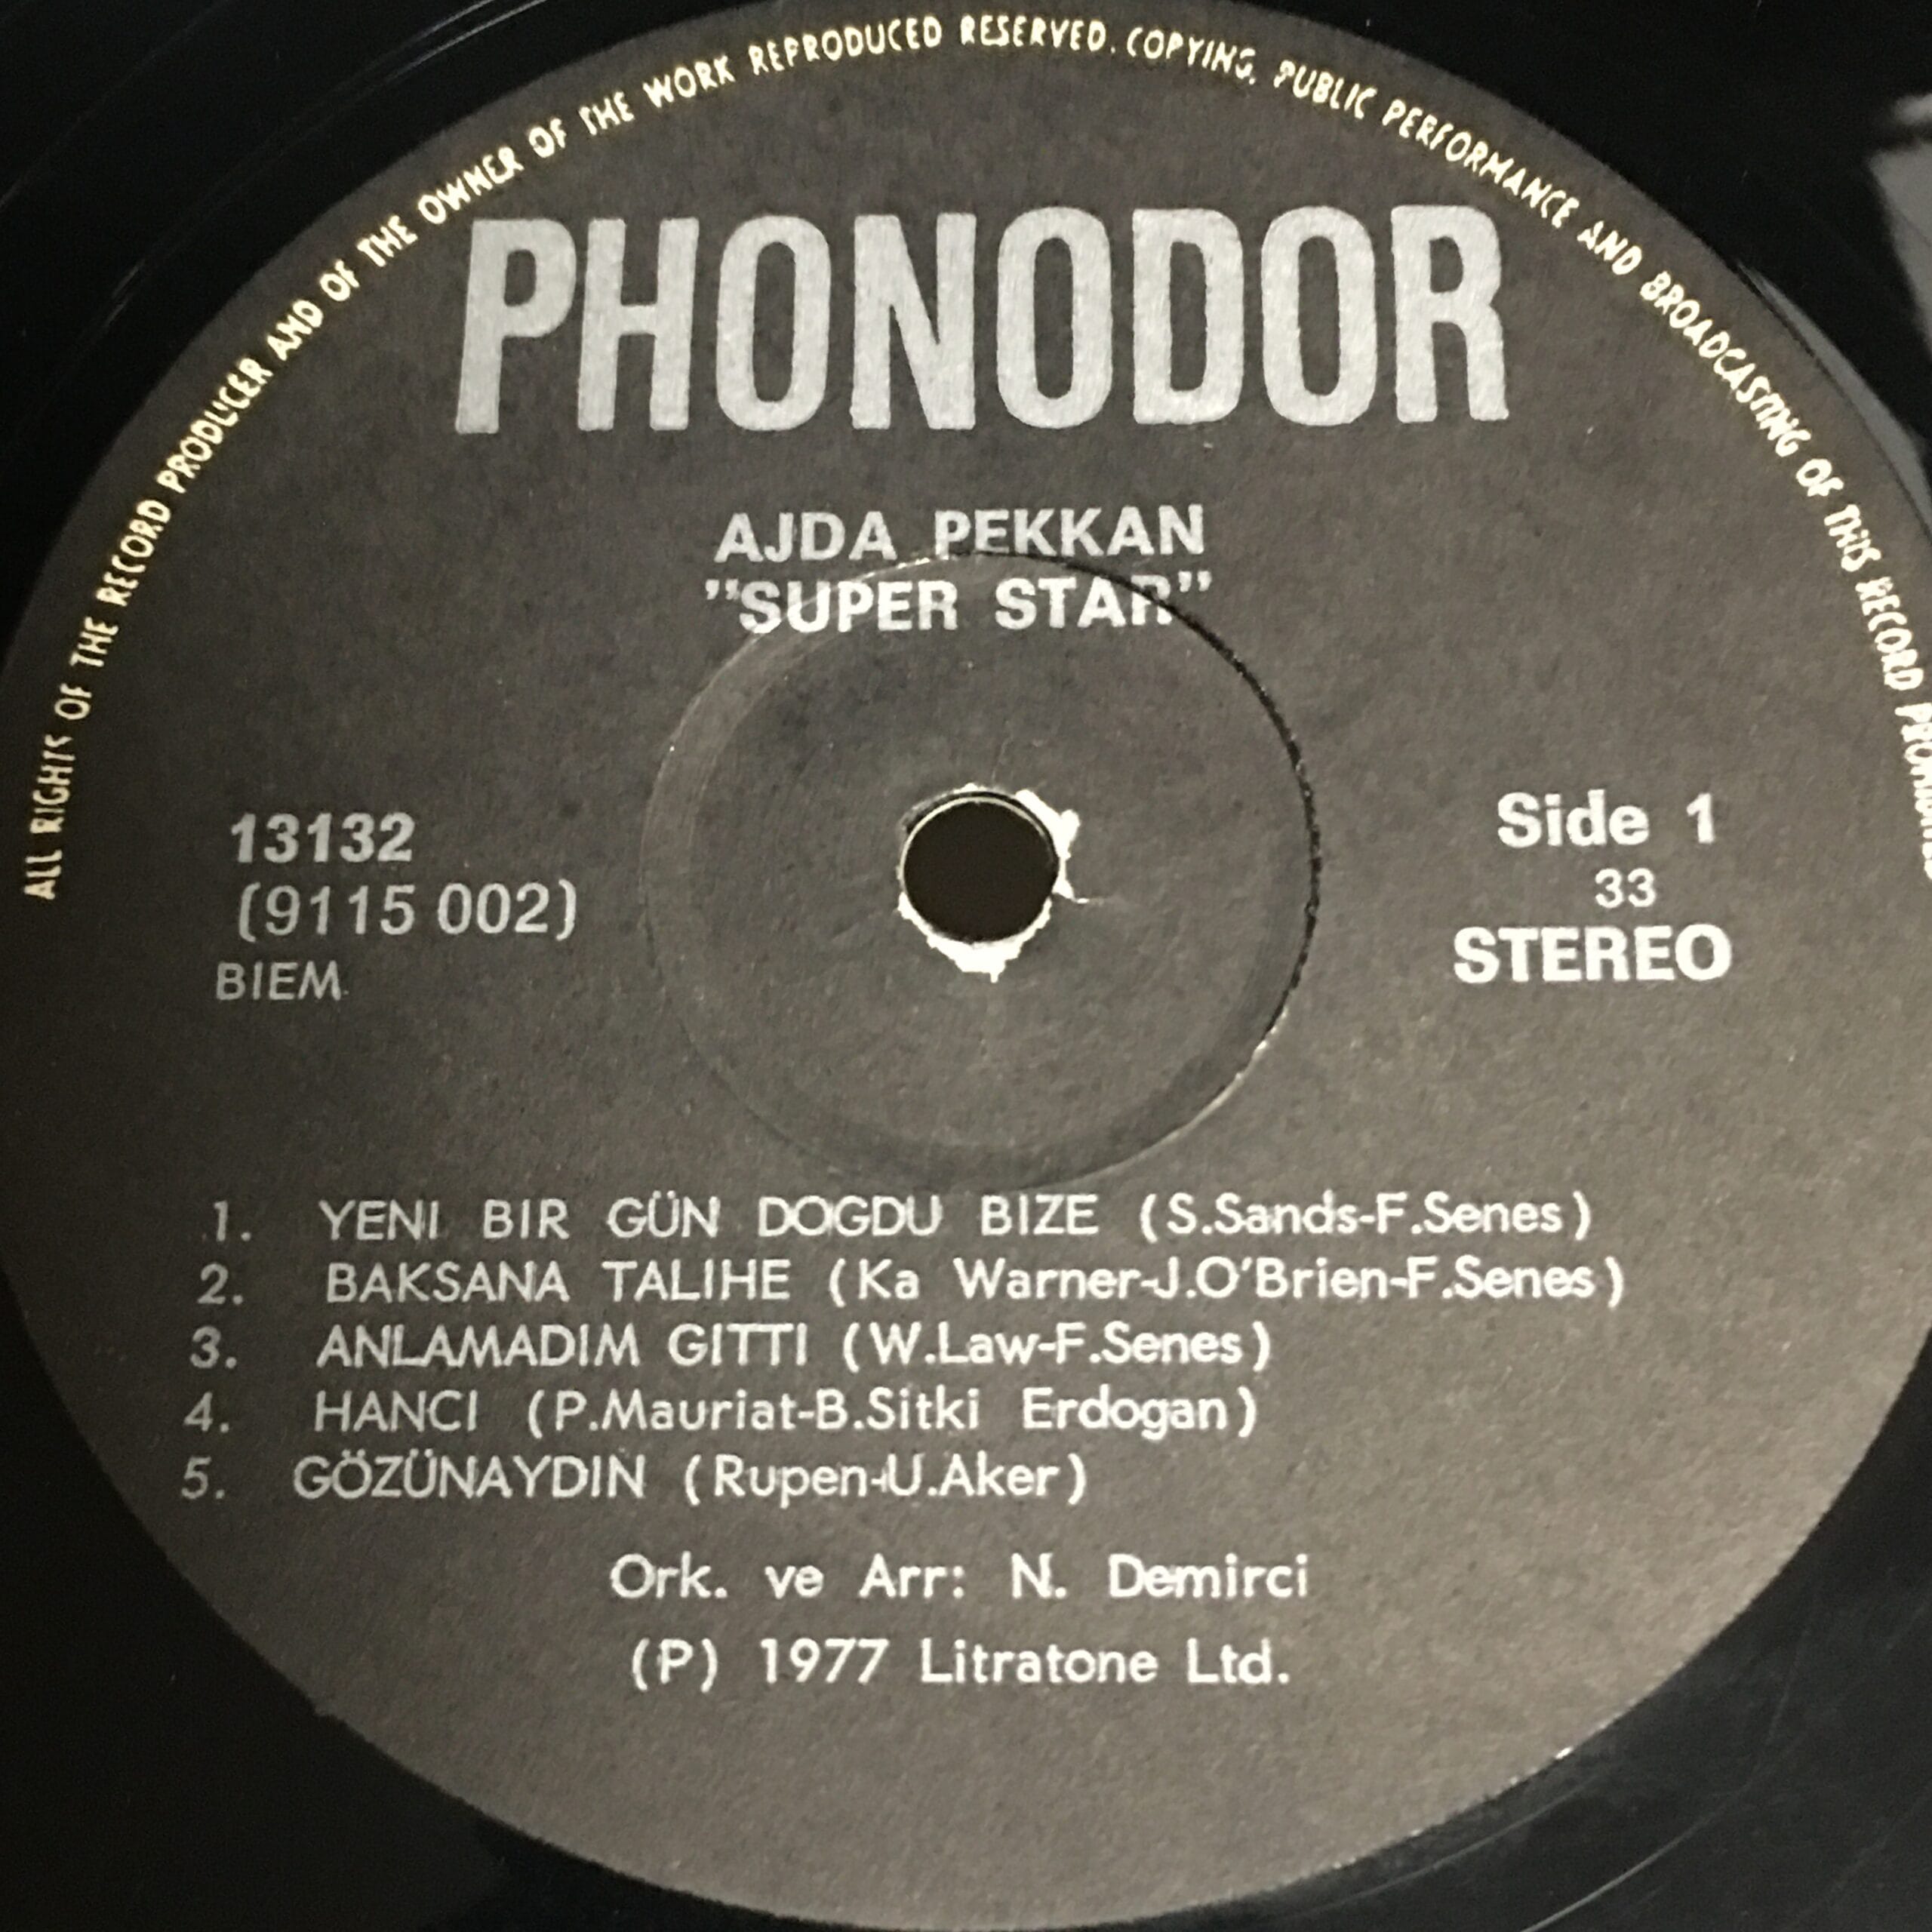 ALL RIGHTS OF THE RECORD PRODUCER AND OF THE OWNER OF THE WORK REPRODUCED RESERVED. COPYING, PUBLIC PERFORMANCE AND BROADCASTING OF THIS RECORD PROHIBITED
PHONODOR
AJDA PEKKAN
"SUPER STAR"
13132
(9115 002)
BIEM
Side 1
33
STEREO
1. YENI BIR GÜN DOGDU BIZE (S.Sands-F.Senes)
2. BAKSANA TALIHE (Ka Warner-J.O'Brien-F.Senes)
3. ANLAMADIM GITTI (W.Law-F.Senes)
4. HANCI (P.Mauriat-B.Sitki Erdogan)
5. GÖZÜNAYDIN (Rupen-U.Aker)
Ork. ve Arr: N. Demirci
(P) 1977 Litratone Ltd.